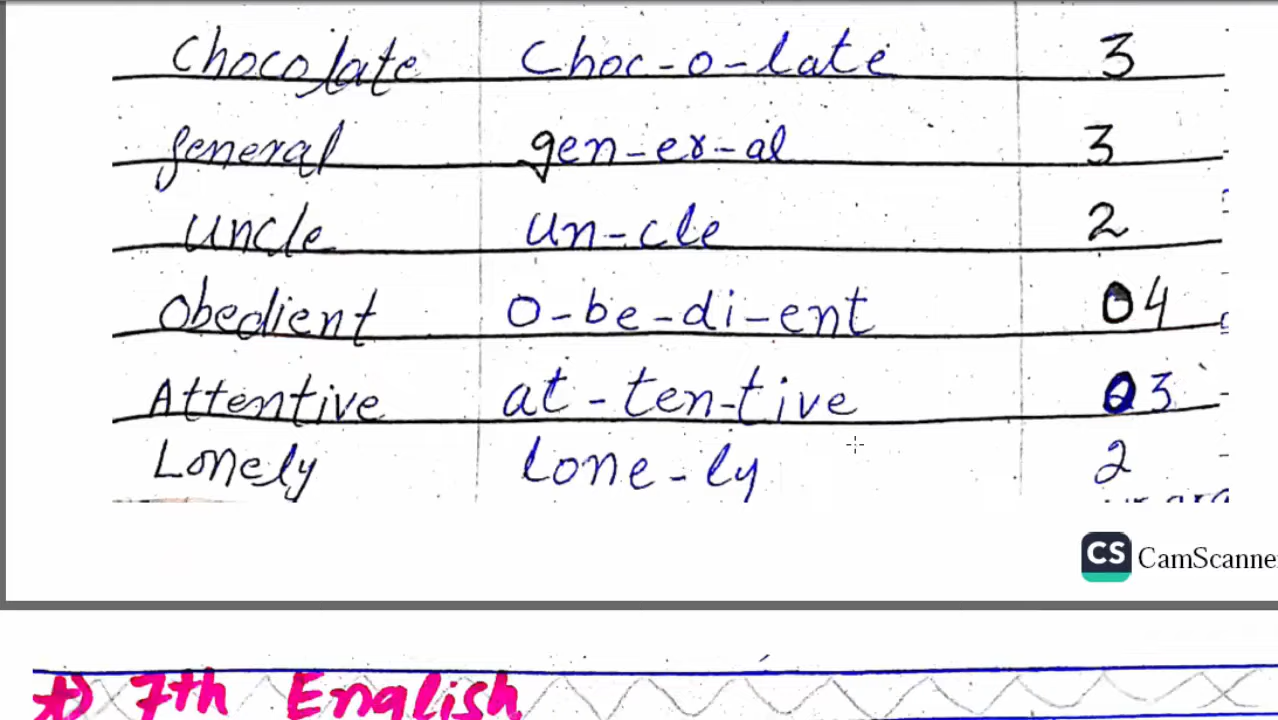 Chocolate Choc-o-late 3
general gen-er-al 3
uncle un-cle 2
Obedient O-be-di-ent 04
Attentive at-ten-tive 03
Lonely lone-ly 2
CS CamScanne
*) 7th English